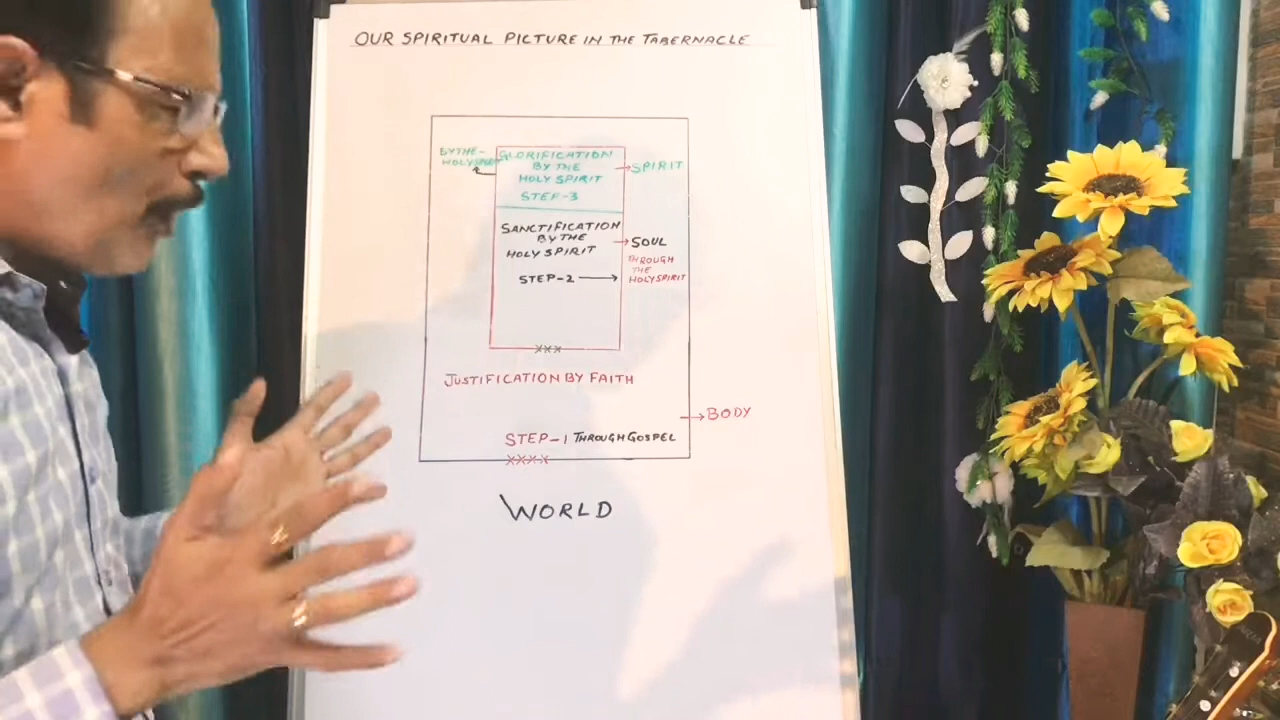 OUR SPIRITUAL PICTURE IN THE TABERNACLE
BY THE-
HOLY SPIRIT
GLORIFICATION
BY THE
HOLY SPIRIT
STEP-3
SPIRIT
SANCTIFICATION
BY THE
HOLY SPIRIT
SOUL
THROUGH
THE
HOLY SPIRIT
STEP-2
XXX
JUSTIFICATION BY FAITH
BODY
STEP-1 THROUGH GOSPEL
XXXX
WORLD